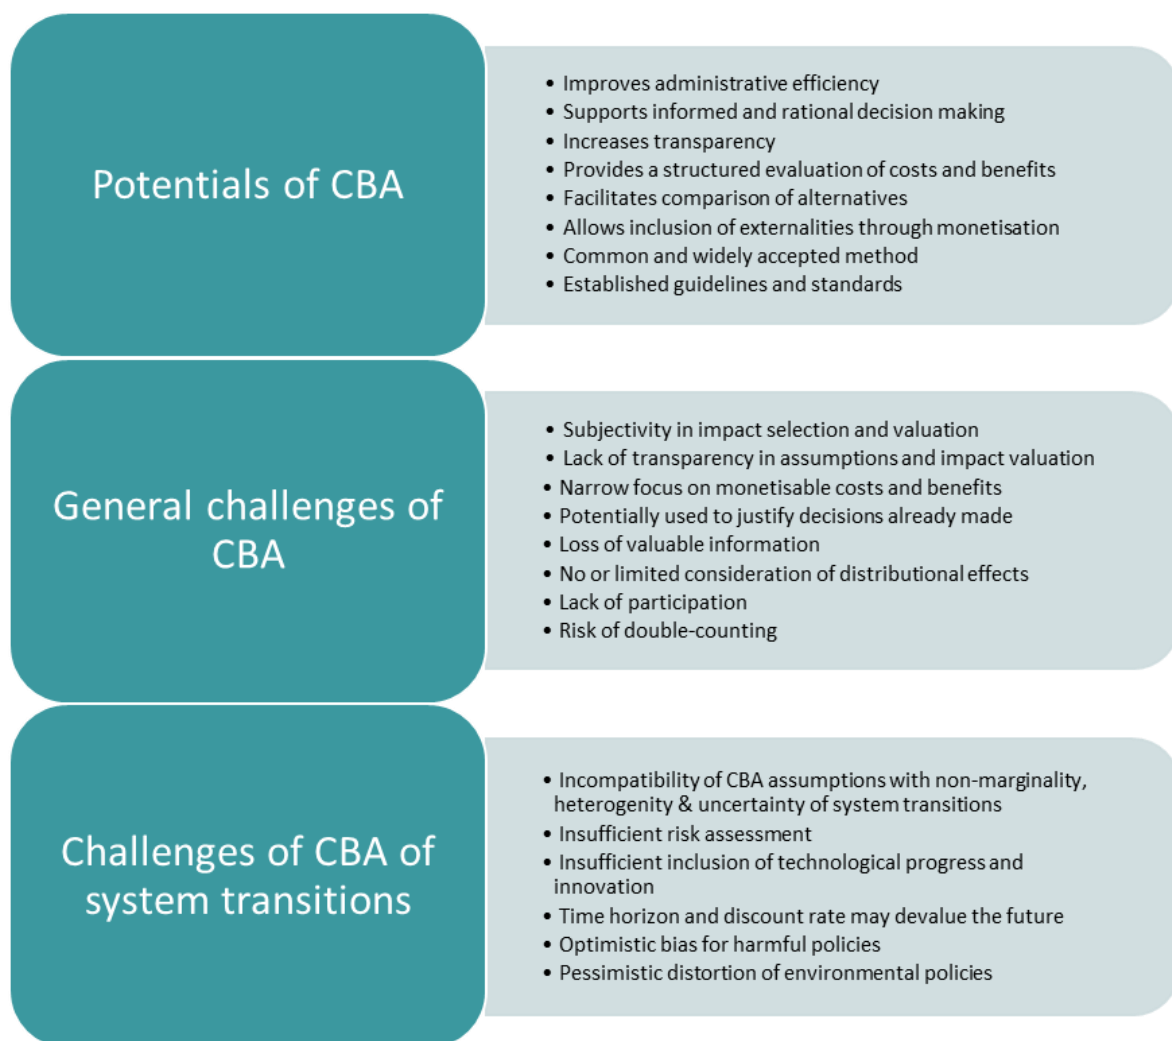 Potentials of CBA
• Improves administrative efficiency
• Supports informed and rational decision making
• Increases transparency
• Provides a structured evaluation of costs and benefits
• Facilitates comparison of alternatives
• Allows inclusion of externalities through monetisation
• Common and widely accepted method
• Established guidelines and standards
General challenges of
CBA
• Subjectivity in impact selection and valuation
• Lack of transparency in assumptions and impact valuation
• Narrow focus on monetisable costs and benefits
• Potentially used to justify decisions already made
• Loss of valuable information
• No or limited consideration of distributional effects
• Lack of participation
• Risk of double-counting
Challenges of CBA of
system transitions
• Incompatibility of CBA assumptions with non-marginality,
heterogenity & uncertainty of system transitions
• Insufficient risk assessment
• Insufficient inclusion of technological progress and
innovation
• Time horizon and discount rate may devalue the future
• Optimistic bias for harmful policies
• Pessimistic distortion of environmental policies